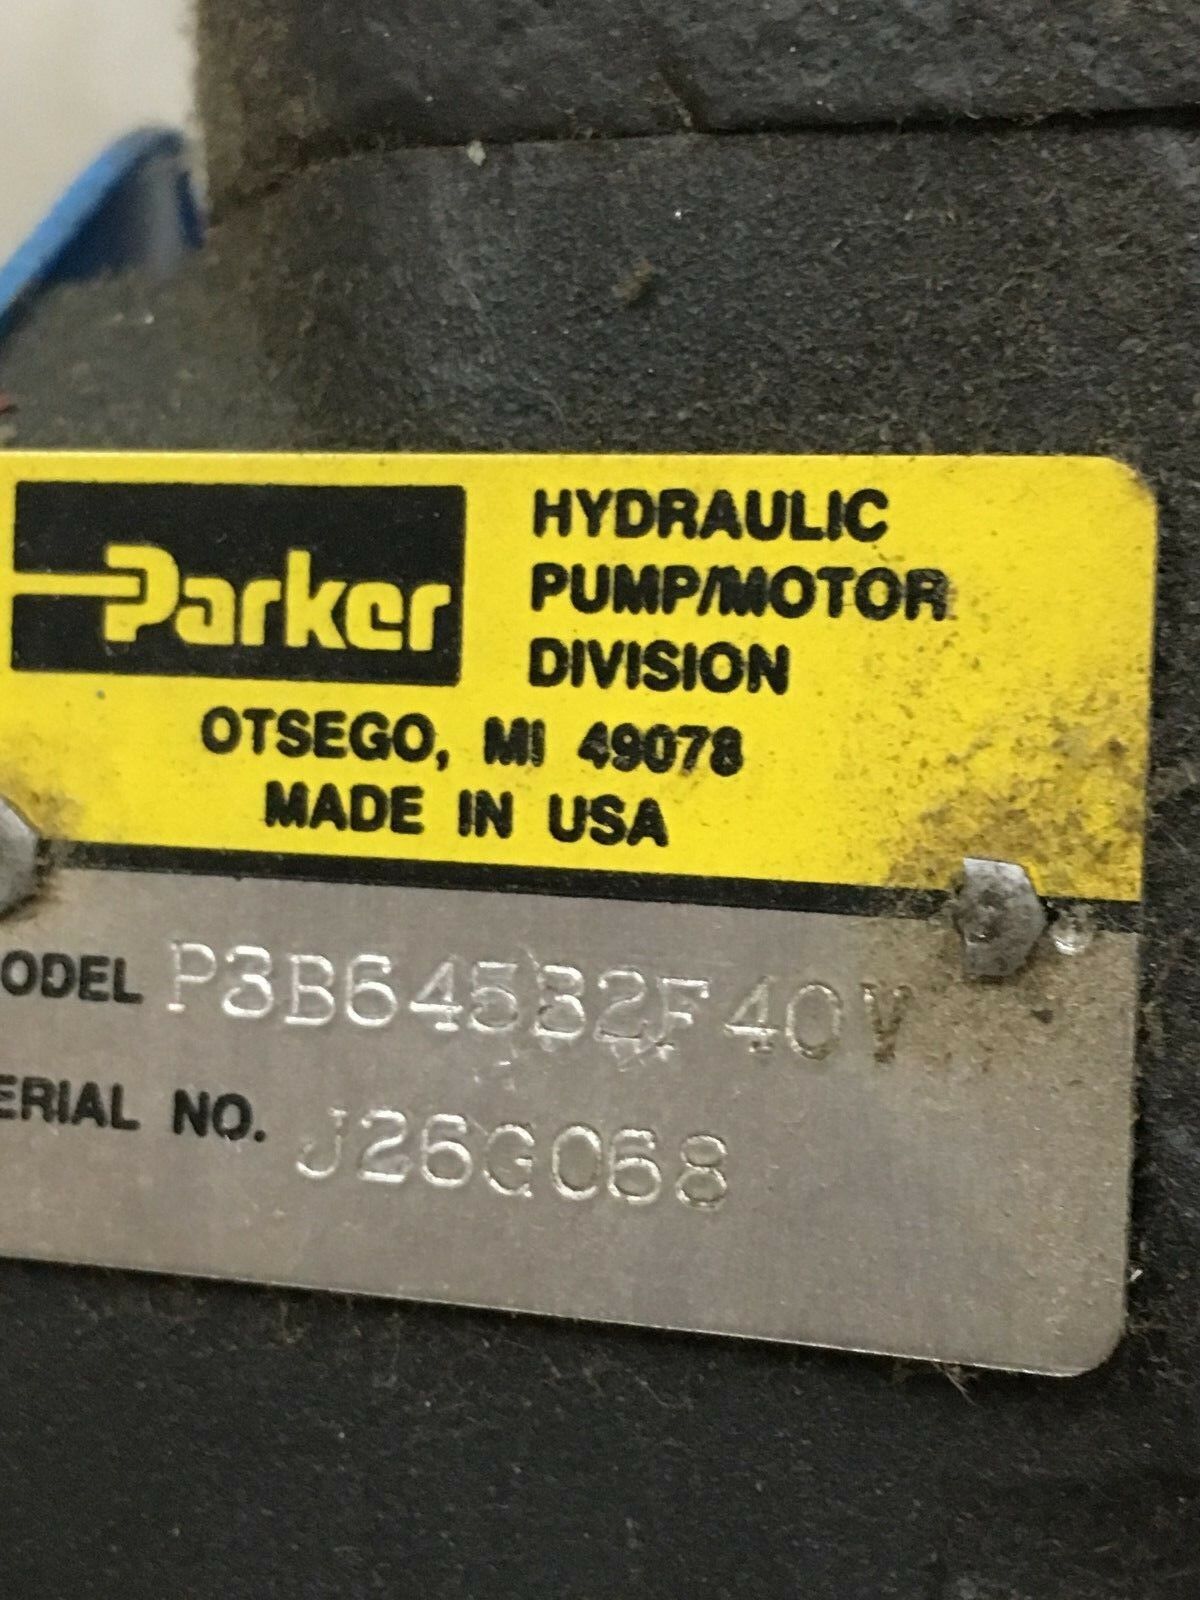 Parker
HYDRAULIC
PUMP/MOTOR
DIVISION
OTSEGO, MI 49078
MADE IN USA
ODEL P3B645B2F40V
ERIAL NO. J26G068